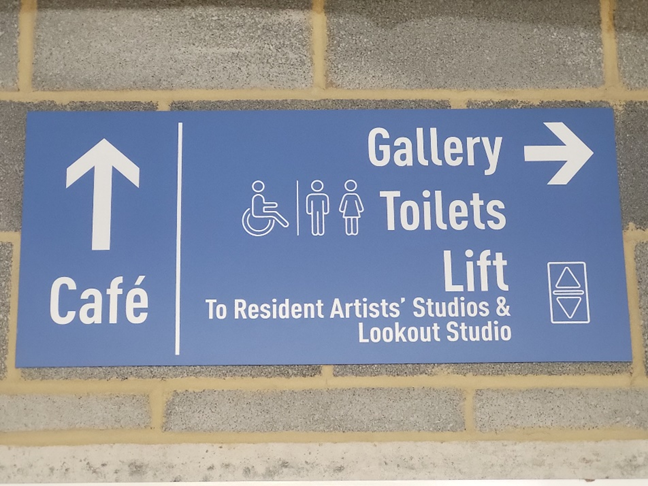 Café
Gallery
Toilets
Lift
To Resident Artists’ Studios &
Lookout Studio